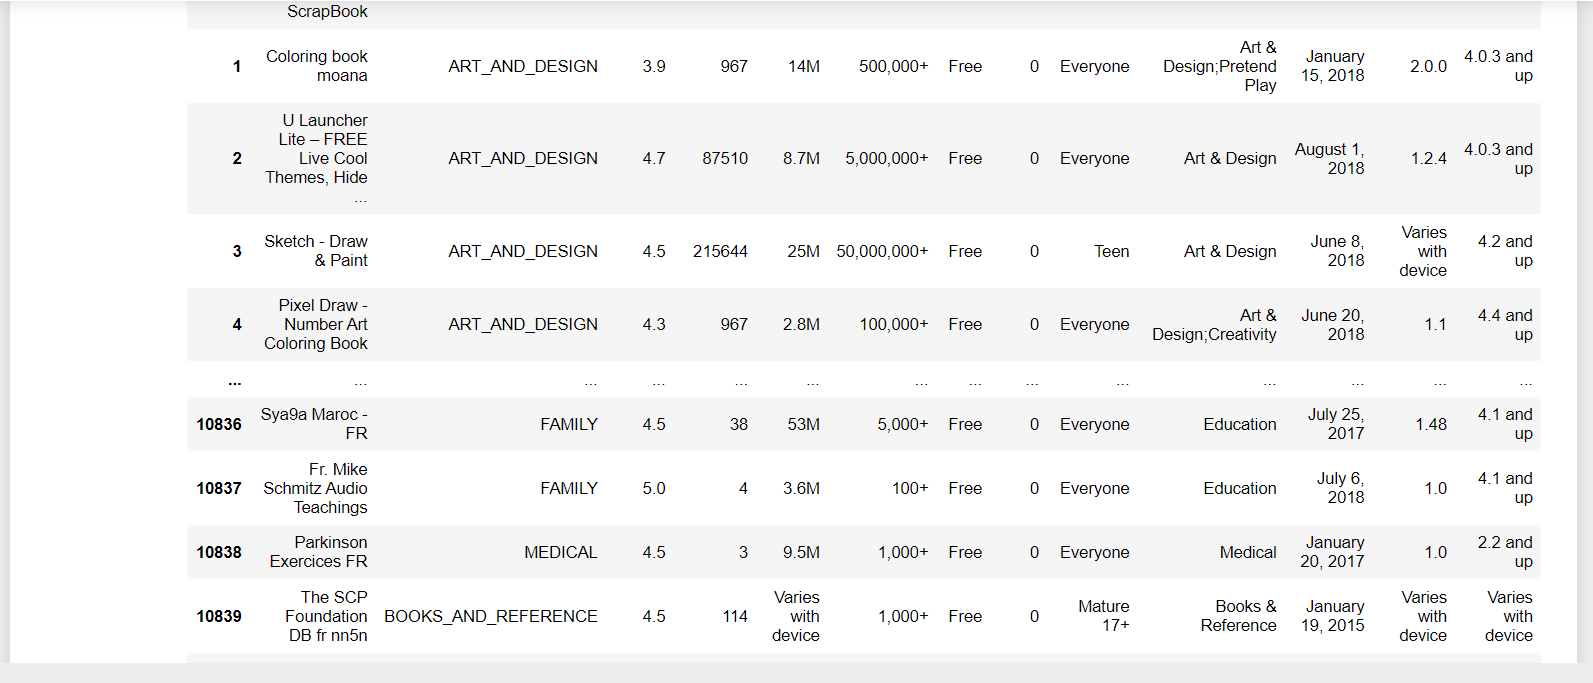 ScrapBook
1 Coloring book moana ART_AND_DESIGN 3.9 967 14M 500,000+ Free 0 Everyone Art & Design;Pretend Play January 15, 2018 2.0.0 4.0.3 and up
2 U Launcher Lite – FREE Live Cool Themes, Hide ... ART_AND_DESIGN 4.7 87510 8.7M 5,000,000+ Free 0 Everyone Art & Design August 1, 2018 1.2.4 4.0.3 and up
3 Sketch - Draw & Paint ART_AND_DESIGN 4.5 215644 25M 50,000,000+ Free 0 Teen Art & Design June 8, 2018 Varies with device 4.2 and up
4 Pixel Draw - Number Art Coloring Book ART_AND_DESIGN 4.3 967 2.8M 100,000+ Free 0 Everyone Art & Design;Creativity June 20, 2018 1.1 4.4 and up
... ... ... ... ... ... ... ... ... ... ... ... ... ...
10836 Sya9a Maroc - FR FAMILY 4.5 38 53M 5,000+ Free 0 Everyone Education July 25, 2017 1.48 4.1 and up
10837 Fr. Mike Schmitz Audio Teachings FAMILY 5.0 4 3.6M 100+ Free 0 Everyone Education July 6, 2018 1.0 4.1 and up
10838 Parkinson Exercices FR MEDICAL 4.5 3 9.5M 1,000+ Free 0 Everyone Medical January 20, 2017 1.0 2.2 and up
10839 The SCP Foundation DB fr nn5n BOOKS_AND_REFERENCE 4.5 114 Varies with device 1,000+ Free 0 Mature 17+ Books & Reference January 19, 2015 Varies with device Varies with device